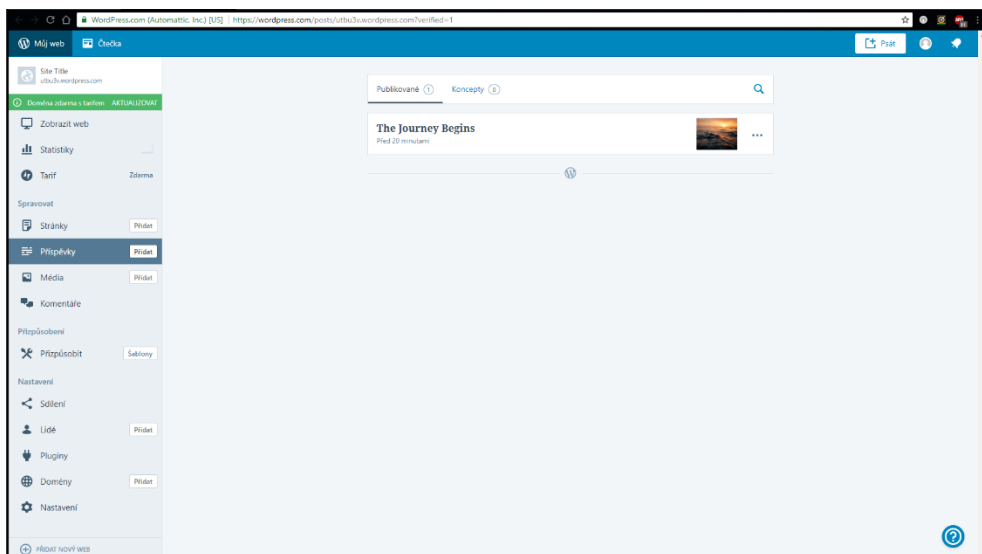 WordPress.com (Automattic, Inc.) [US] https://wordpress.com/posts/utbu3v.wordpress.com?verified=1
Můj web Čtečka Psát
Site Title
utbu3v.wordpress.com
Doména zdarma s tarifem AKTUALIZOVAT
Zobrazit web
Statistiky
Tarif Zdarma
Spravovat
Stránky Přidat
Příspěvky Přidat
Média Přidat
Komentáře
Přizpůsobení
Přizpůsobit Šablony
Nastavení
Sdílení
Lidé Přidat
Pluginy
Domény Přidat
Nastavení
PŘIDAT NOVÝ WEB
Publikované 1 Koncepty
The Journey Begins
Před 20 minutami